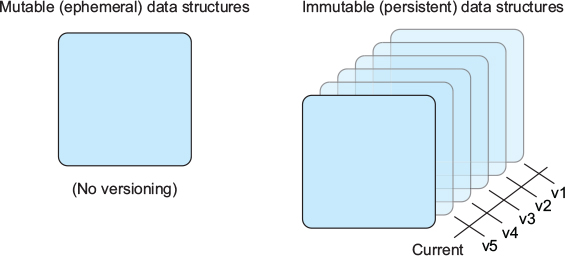 Mutable (ephemeral) data structures
Immutable (persistent) data structures
(No versioning)
v1
v2
v3
v4
v5
Current